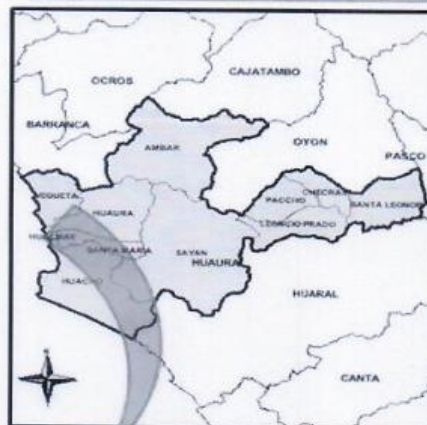 OCROS
CAJATAMBO
BARRANCA
AMBAR
OYON
PASCO
VEGUETA
CHECRAS
HUAURA
PACCHO
SANTA LEONOR
HUALMAY
LEONCIO PRADO
SANTA MARIA
SAYAN
HUAURA
HUACHO
HUARAL
CANTA
N